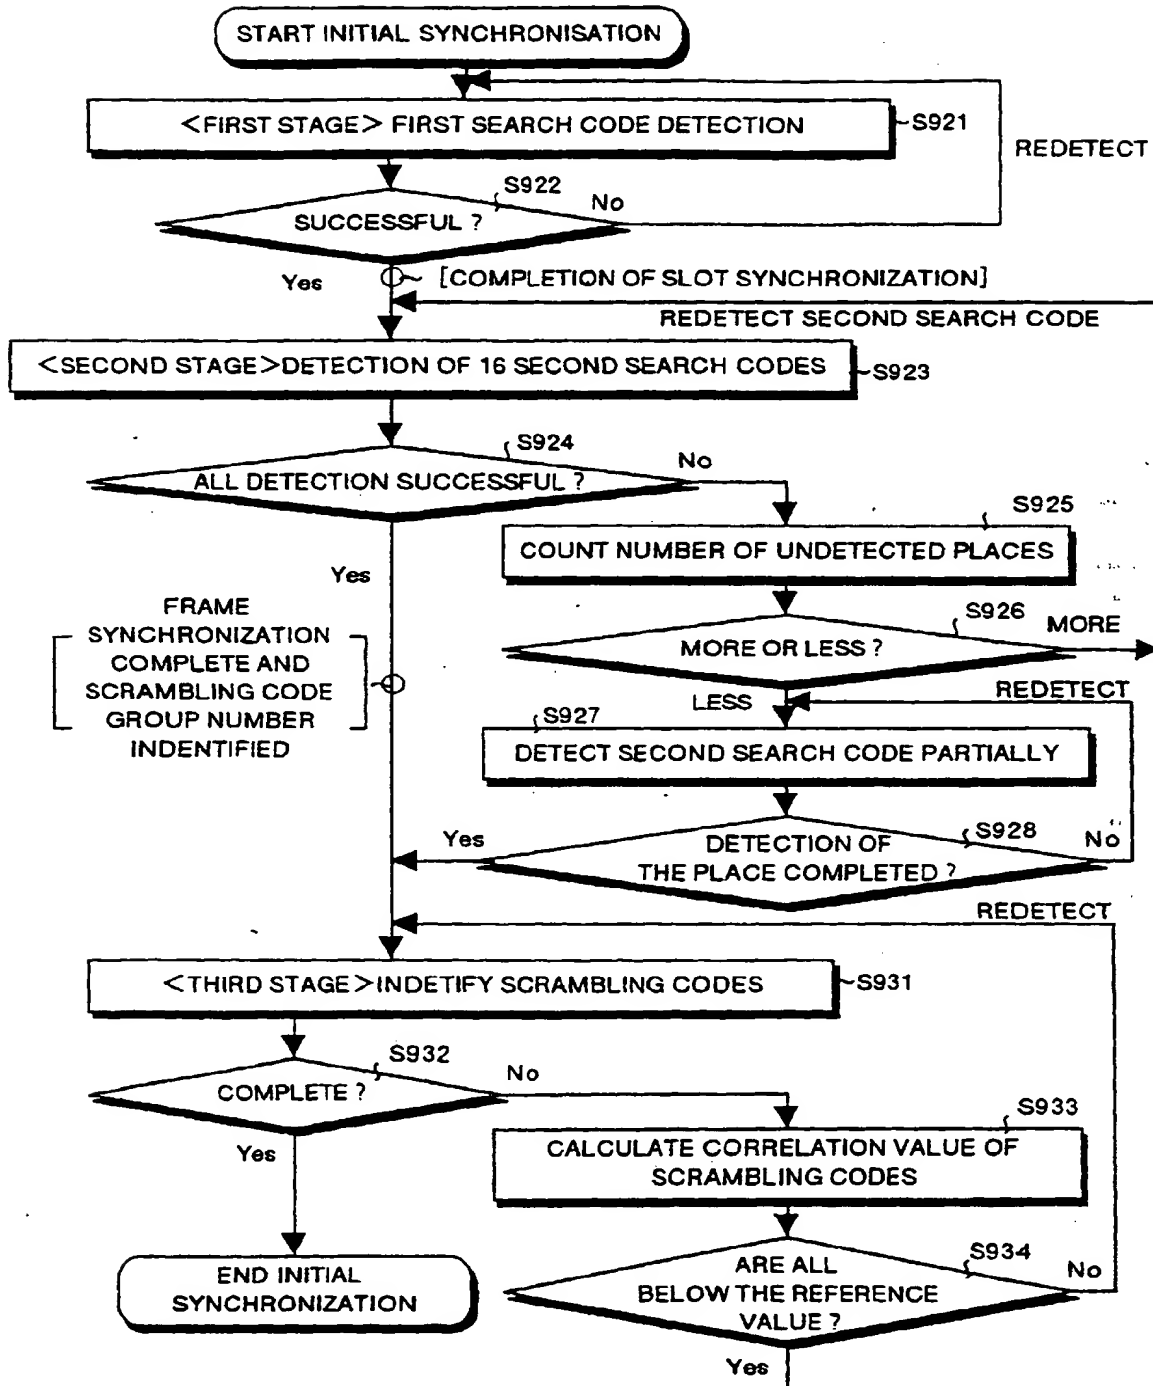 START INITIAL SYNCHRONISATION
<FIRST STAGE> FIRST SEARCH CODE DETECTION
S921
REDETECT
S922
SUCCESSFUL ?
No
Yes
[COMPLETION OF SLOT SYNCHRONIZATION]
REDETECT SECOND SEARCH CODE
<SECOND STAGE>DETECTION OF 16 SECOND SEARCH CODES
S923
S924
ALL DETECTION SUCCESSFUL ?
No
S925
COUNT NUMBER OF UNDETECTED PLACES
Yes
FRAME
SYNCHRONIZATION
COMPLETE AND
SCRAMBLING CODE
GROUP NUMBER
INDENTIFIED
S926
MORE OR LESS ?
MORE
LESS
REDETECT
S927
DETECT SECOND SEARCH CODE PARTIALLY
S928
DETECTION OF
THE PLACE COMPLETED ?
Yes
No
REDETECT
<THIRD STAGE>INDETIFY SCRAMBLING CODES
S931
S932
COMPLETE ?
No
Yes
S933
CALCULATE CORRELATION VALUE OF
SCRAMBLING CODES
END INITIAL
SYNCHRONIZATION
S934
ARE ALL
BELOW THE REFERENCE
VALUE ?
No
Yes